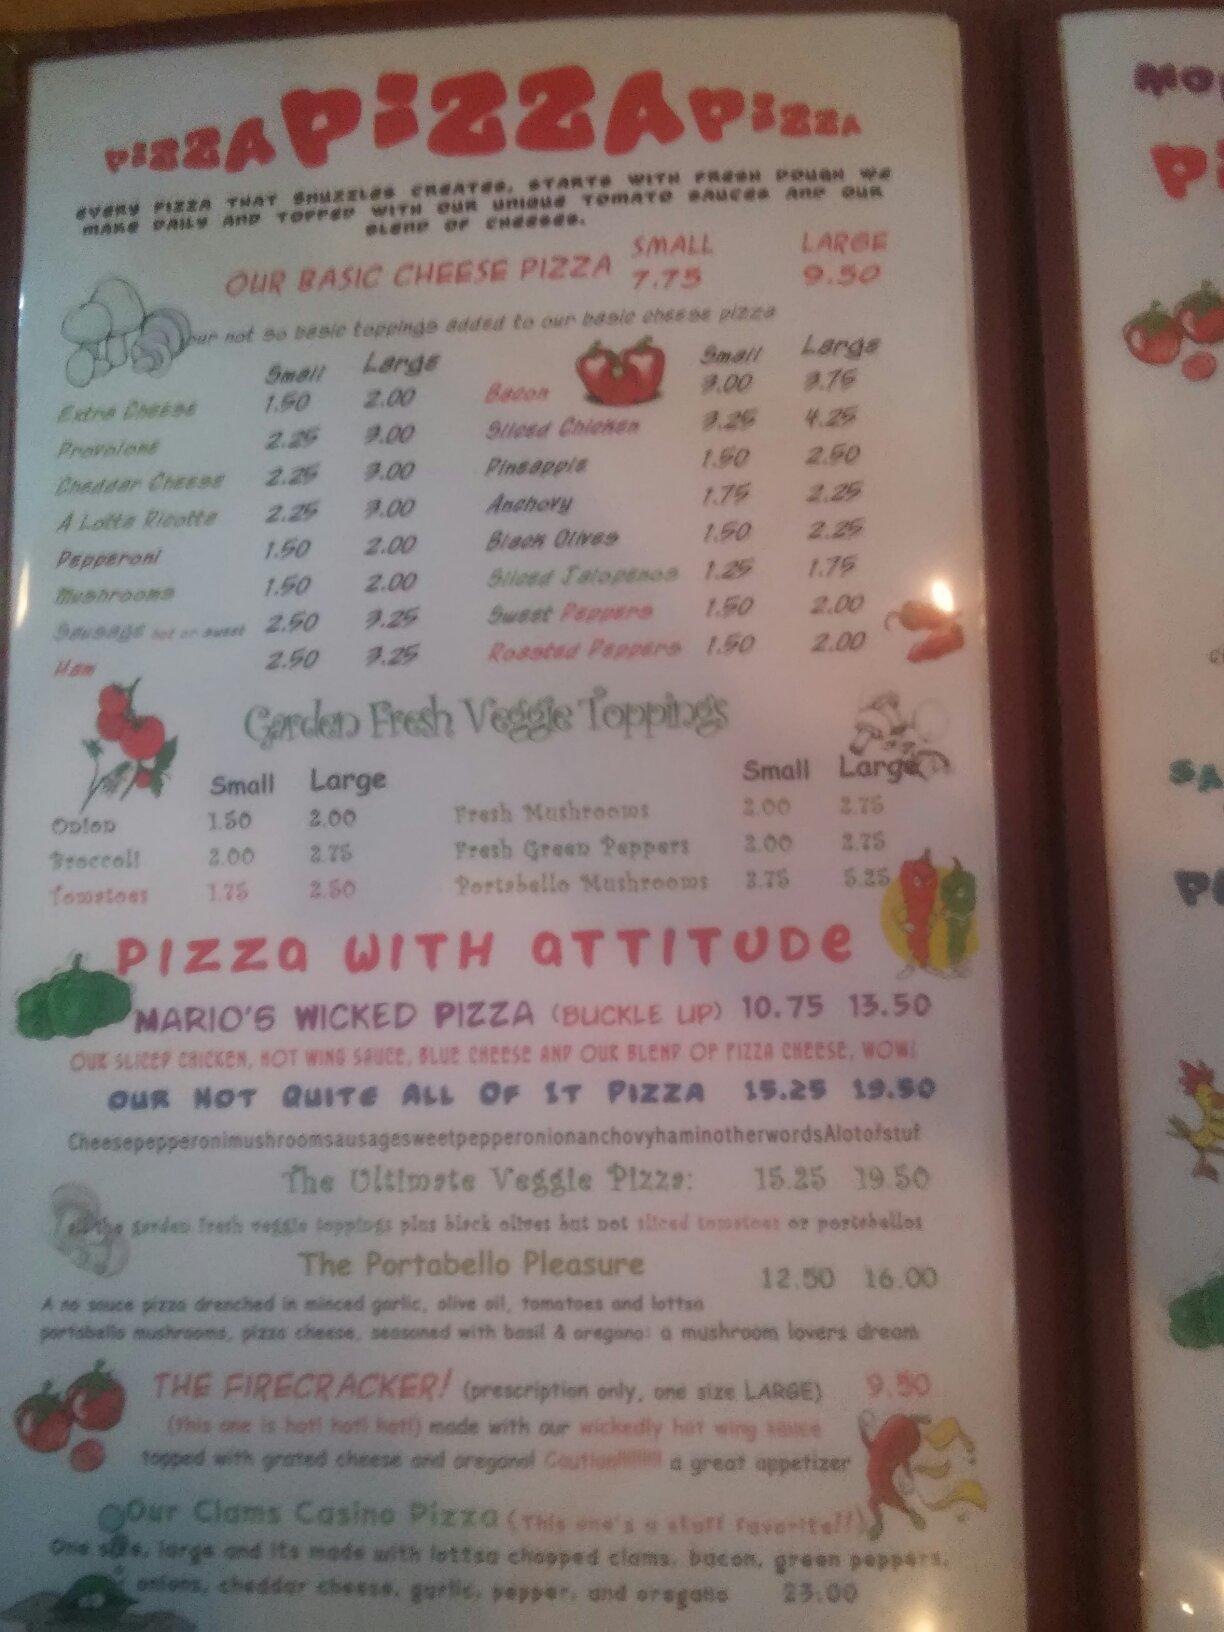 PIZZA PIZZA PIZZA
EVERY PIZZA THAT SHUZZLES CREATES, STARTS WITH FRESH DOUGH WE
MAKE DAILY AND TOPPED WITH OUR UNIQUE TOMATO SAUCES AND OUR
BLEND OF CHEESES.
SMALL LARGE
OUR BASIC CHEESE PIZZA 7.75 9.50
our not so basic toppings added to our basic cheese pizza
Small Large Small Large
Extra Cheese 1.50 2.00 Bacon 3.00 3.75
Provolone 2.25 3.00 Sliced Chicken 3.25 4.25
Cheddar Cheese 2.25 3.00 Pineapple 1.50 2.50
A Lotta Ricotta 2.25 3.00 Anchovy 1.75 2.25
Pepperoni 1.50 2.00 Black Olives 1.50 2.25
Mushrooms 1.50 2.00 Sliced Jalopenos 1.25 1.75
Sausage hot or sweet 2.50 3.25 Sweet Peppers 1.50 2.00
Ham 2.50 3.25 Roasted Peppers 1.50 2.00
Garden Fresh Veggie Toppings
Small Large Small Large
Onion 1.50 2.00 Fresh Mushrooms 2.00 2.75
Broccoli 2.00 2.75 Fresh Green Peppers 2.00 2.75
Tomatoes 1.75 2.50 Portabello Mushrooms 3.75 5.25
PIZZa WITH aTTITUDe
MARIO'S WICKED PIZZA (BUCKLE UP) 10.75 13.50
OUR SLICED CHICKEN, HOT WING SAUCE, BLUE CHEESE AND OUR BLEND OF PIZZA CHEESE, WOW!
OUR NOT QUITE ALL OF IT PIZZA 15.25 19.50
CheesepepperonimushroomsausagesweetpepperonionanchovyhaminotherwordsAlotofstuf
The Ultimate Veggie Pizza: 15.25 19.50
all the garden fresh veggie toppings plus black olives but not sliced tomatoes or portabellos
The Portabello Pleasure 12.50 16.00
A no sauce pizza drenched in minced garlic, olive oil, tomatoes and lottsa
portabello mushrooms, pizza cheese, seasoned with basil & oregano: a mushroom lovers dream
THE FIRECRACKER! (prescription only, one size LARGE) 9.50
(this one is hot! hot! hot!) made with our wickedly hot wing sauce
topped with grated cheese and oregano! Caution!!!!!!! a great appetizer
Our Clams Casino Pizza (This one's a staff favorite!!)
One size, large and its made with lottsa chopped clams, bacon, green peppers,
onions, cheddar cheese, garlic, pepper, and oregano 23.00